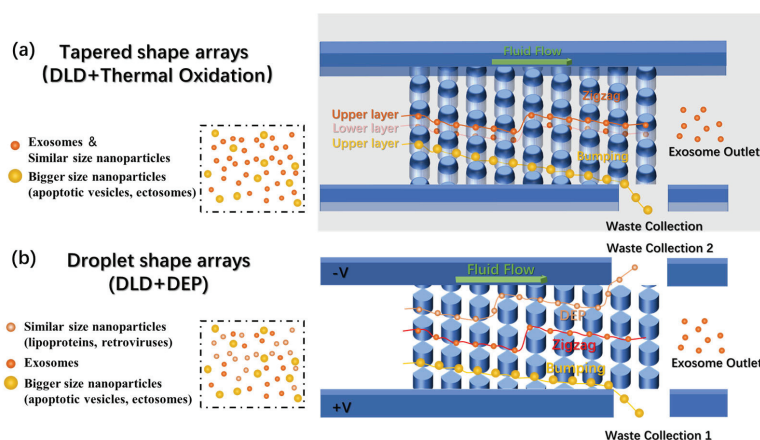 (a)
Tapered shape arrays
(DLD+Thermal Oxidation)
Exosomes &
Similar size nanoparticles
Bigger size nanoparticles
(apoptotic vesicles, ectosomes)
Fluid Flow
Zigzag
Upper layer
Lower layer
Upper layer
Bumping
Exosome Outlet
Waste Collection
(b)
Droplet shape arrays
(DLD+DEP)
Similar size nanoparticles
(lipoproteins, retroviruses)
Exosomes
Bigger size nanoparticles
(apoptotic vesicles, ectosomes)
Waste Collection 2
-V
Fluid Flow
DEP
Zigzag
Bumping
Exosome Outlet
+V
Waste Collection 1